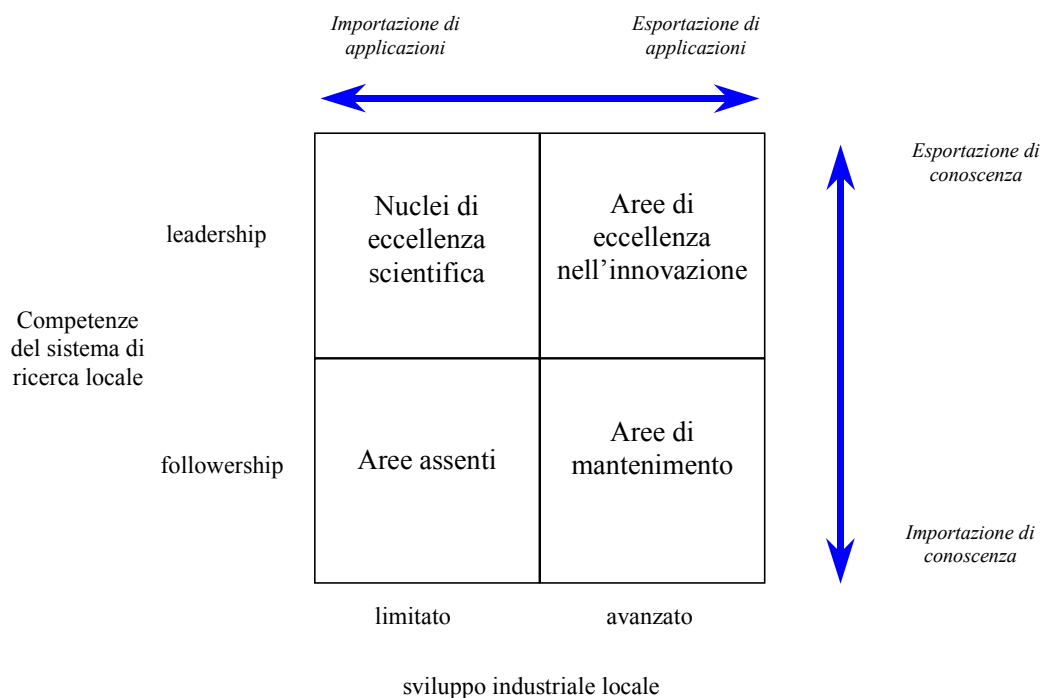 Importazione di
applicazioni
Esportazione di
applicazioni
Esportazione di
conoscenza
Nuclei di
eccellenza
scientifica
Aree di
eccellenza
nell’innovazione
leadership
Competenze
del sistema di
ricerca locale
followership
Aree assenti
Aree di
mantenimento
Importazione di
conoscenza
limitato
avanzato
sviluppo industriale locale